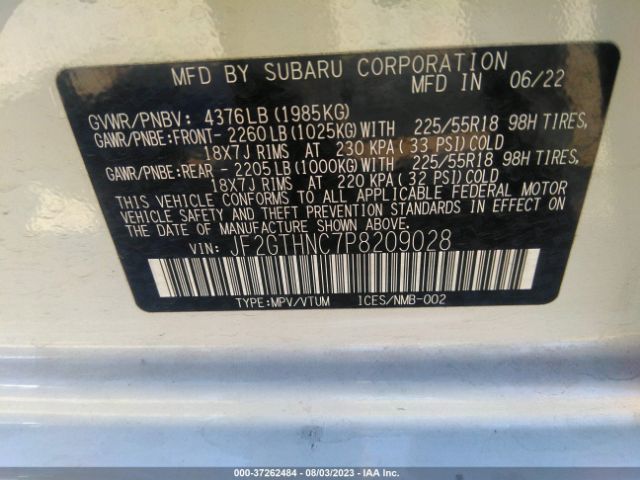 MFD BY SUBARU CORPORATION
MFD IN 06/22
GVWR/PNBV: 4376LB (1985KG)
GAWR/PNBE:FRONT- 2260LB (1025KG) WITH 225/55R18 98H TIRES,
18X7J RIMS AT 230 KPA (33 PSI) COLD
GAWR/PNBE:REAR - 2205LB (1000KG) WITH 225/55R18 98H TIRES,
18X7J RIMS AT 220 KPA (32 PSI) COLD
THIS VEHICLE CONFORMS TO ALL APPLICABLE FEDERAL MOTOR
VEHICLE SAFETY AND THEFT PREVENTION STANDARDS IN EFFECT ON
THE DATE OF MANUFACTURE SHOWN ABOVE.
VIN: JF2GTHNC7P8209028
TYPE:MPV/VTUM ICES/NMB-002
000-37262484 - 08/03/2023 - IAA Inc.